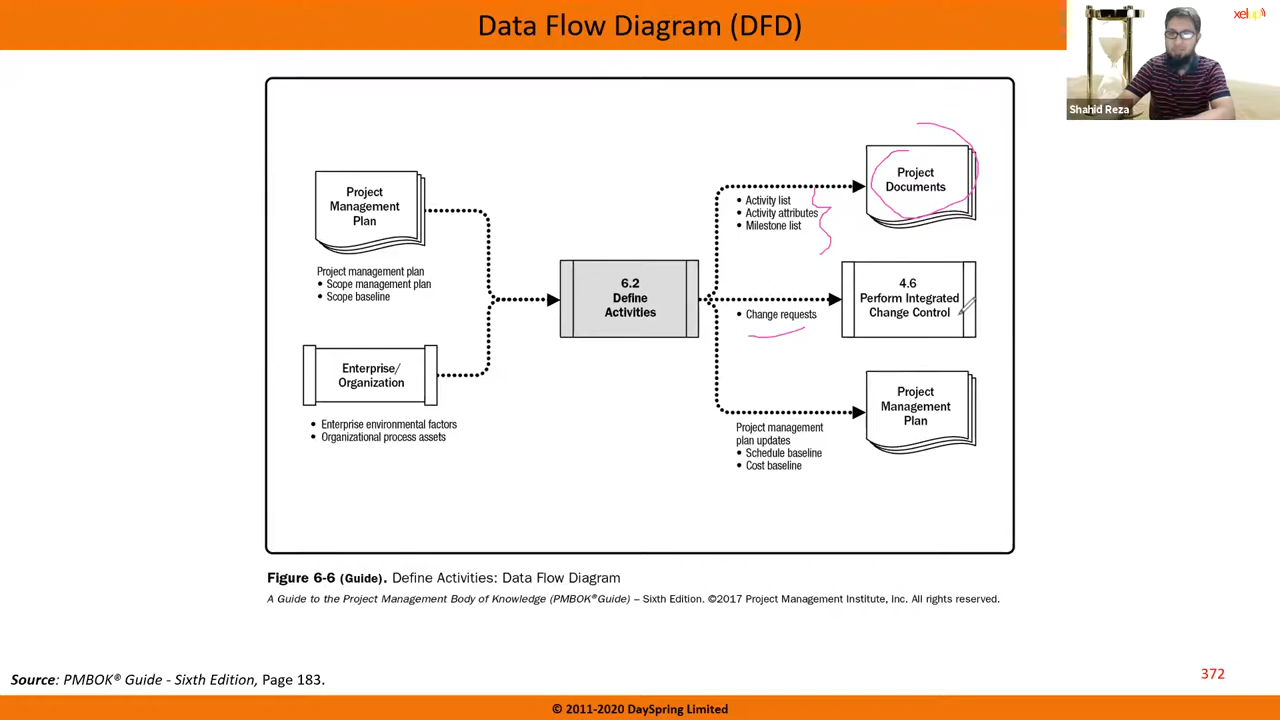 Data Flow Diagram (DFD)
xelup
Shahid Reza
Project
Management
Plan
Project management plan
• Scope management plan
• Scope baseline
Enterprise/
Organization
• Enterprise environmental factors
• Organizational process assets
6.2
Define
Activities
• Activity list
• Activity attributes
• Milestone list
Project
Documents
• Change requests
4.6
Perform Integrated
Change Control
Project management
plan updates
• Schedule baseline
• Cost baseline
Project
Management
Plan
Figure 6-6 (Guide). Define Activities: Data Flow Diagram
A Guide to the Project Management Body of Knowledge (PMBOK® Guide) – Sixth Edition. ©2017 Project Management Institute, Inc. All rights reserved.
Source: PMBOK® Guide - Sixth Edition, Page 183.
372
© 2011-2020 DaySpring Limited